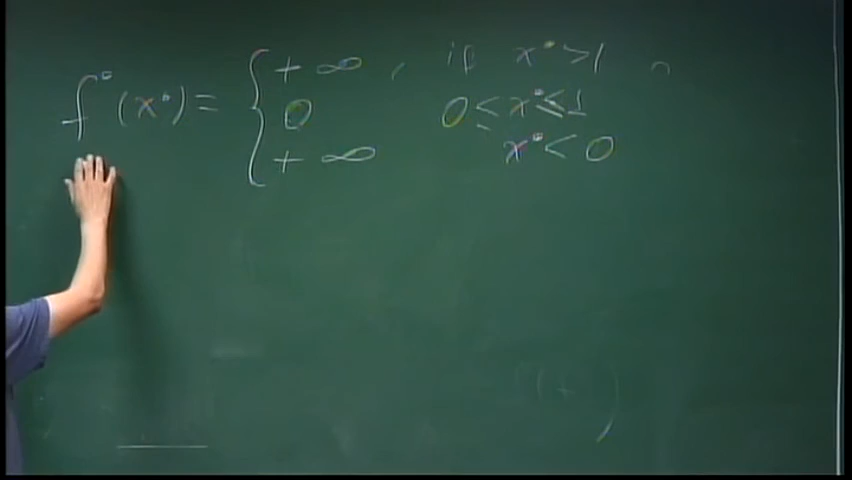 f°(x°) = { +∞ , if x° > 1 ,
0 0 ≤ x° ≤ 1
+∞ x° < 0